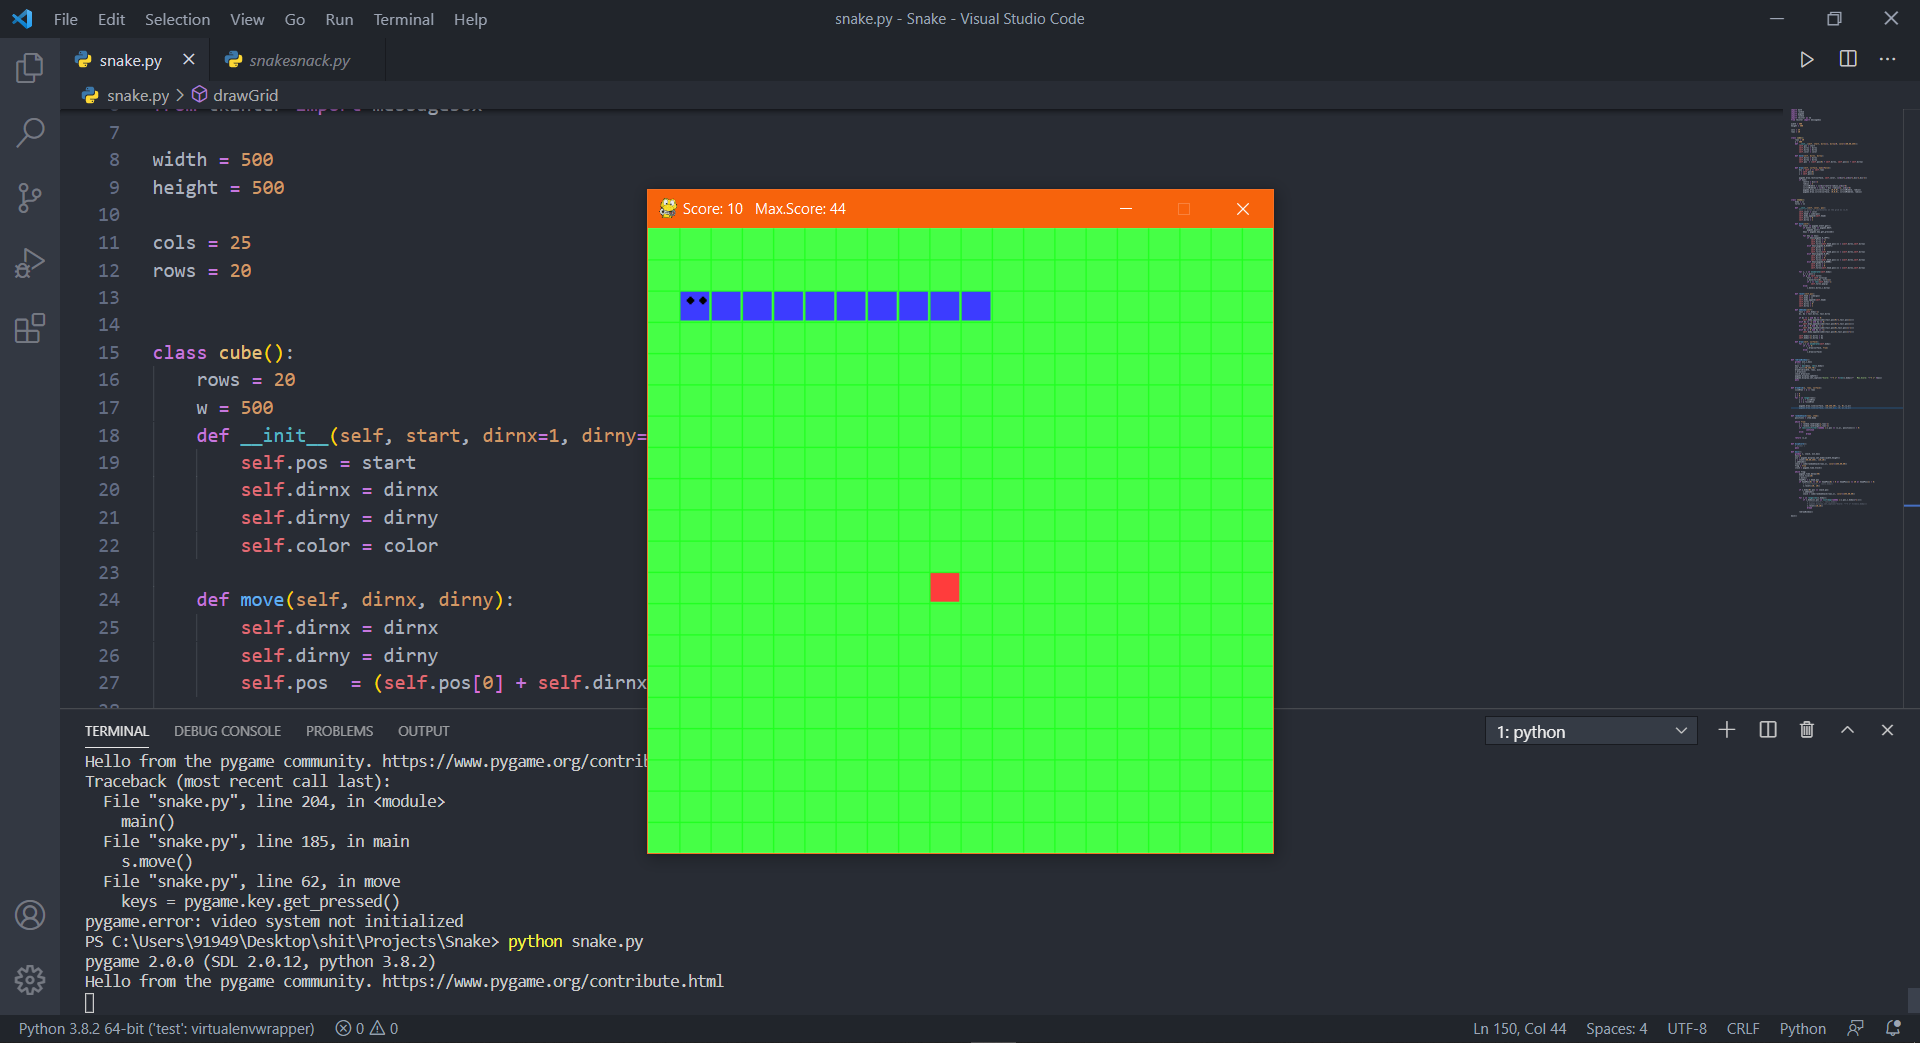 File Edit Selection View Go Run Terminal Help
snake.py - Snake - Visual Studio Code
snake.py
snakesnack.py
snake.py > drawGrid
7
8 width = 500
9 height = 500
10
11 cols = 25
12 rows = 20
13
14
15 class cube():
16 rows = 20
17 w = 500
18 def __init__(self, start, dirnx=1, dirny=
19 self.pos = start
20 self.dirnx = dirnx
21 self.dirny = dirny
22 self.color = color
23
24 def move(self, dirnx, dirny):
25 self.dirnx = dirnx
26 self.dirny = dirny
27 self.pos  = (self.pos[0] + self.dirnx
Score: 10 Max.Score: 44
TERMINAL DEBUG CONSOLE PROBLEMS OUTPUT
1: python
Hello from the pygame community. https://www.pygame.org/contrib
Traceback (most recent call last):
File "snake.py", line 204, in <module>
main()
File "snake.py", line 185, in main
s.move()
File "snake.py", line 62, in move
keys = pygame.key.get_pressed()
pygame.error: video system not initialized
PS C:\Users\91949\Desktop\shit\Projects\Snake> python snake.py
pygame 2.0.0 (SDL 2.0.12, python 3.8.2)
Hello from the pygame community. https://www.pygame.org/contribute.html
Python 3.8.2 64-bit ('test': virtualenvwrapper) 0 0
Ln 150, Col 44 Spaces: 4 UTF-8 CRLF Python